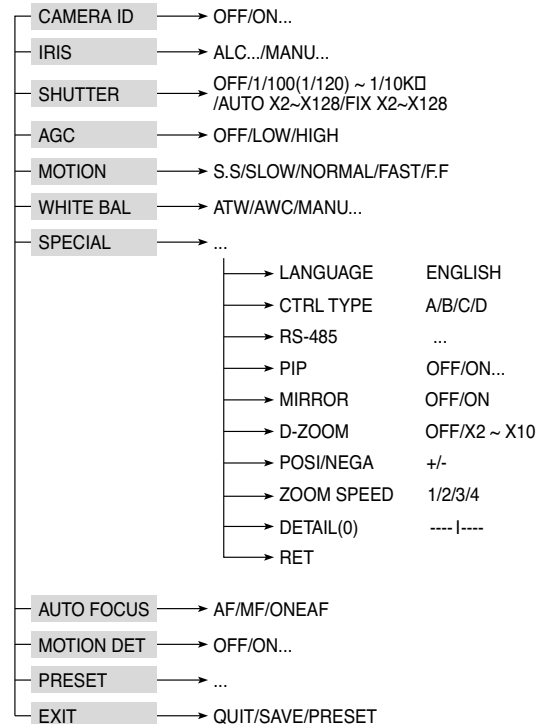 CAMERA ID OFF/ON...
IRIS ALC.../MANU...
SHUTTER OFF/1/100(1/120) ~ 1/10K
/AUTO X2~X128/FIX X2~X128
AGC OFF/LOW/HIGH
MOTION S.S/SLOW/NORMAL/FAST/F.F
WHITE BAL ATW/AWC/MANU...
SPECIAL ...
LANGUAGE ENGLISH
CTRL TYPE A/B/C/D
RS-485 ...
PIP OFF/ON...
MIRROR OFF/ON
D-ZOOM OFF/X2 ~ X10
POSI/NEGA +/-
ZOOM SPEED 1/2/3/4
DETAIL(0) ----I----
RET
AUTO FOCUS AF/MF/ONEAF
MOTION DET OFF/ON...
PRESET ...
EXIT QUIT/SAVE/PRESET